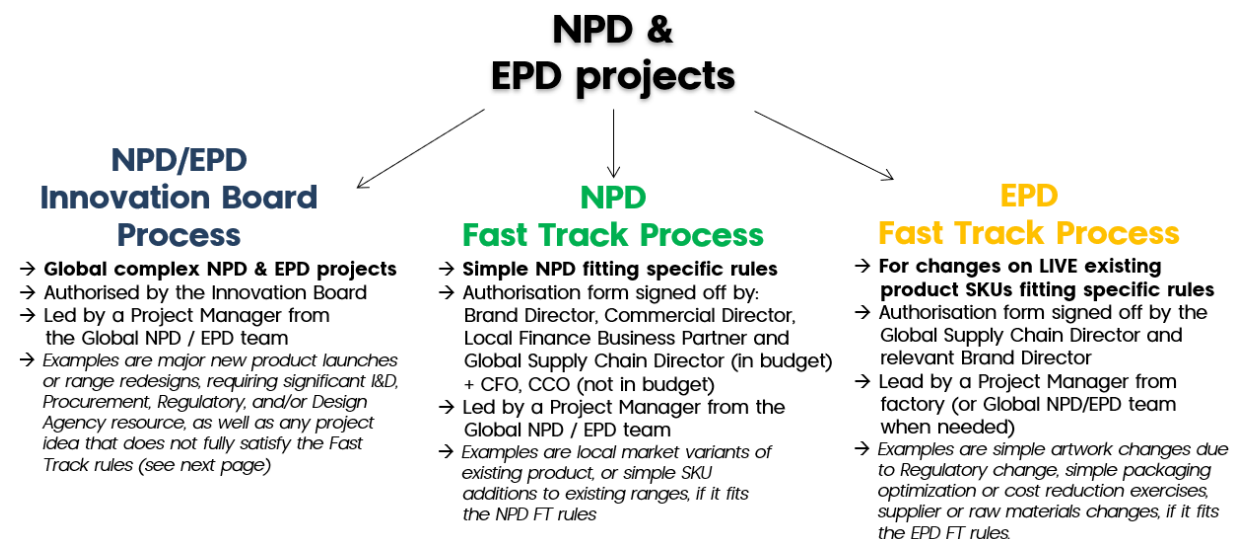 NPD &
EPD projects
NPD/EPD
Innovation Board
Process
→ Global complex NPD & EPD projects
→ Authorised by the Innovation Board
→ Led by a Project Manager from
the Global NPD / EPD team
→ Examples are major new product launches
or range redesigns, requiring significant I&D,
Procurement, Regulatory, and/or Design
Agency resource, as well as any project
idea that does not fully satisfy the Fast
Track rules (see next page)
NPD
Fast Track Process
→ Simple NPD fitting specific rules
→ Authorisation form signed off by:
Brand Director, Commercial Director,
Local Finance Business Partner and
Global Supply Chain Director (in budget)
+ CFO, CCO (not in budget)
→ Led by a Project Manager from the
Global NPD / EPD team
→ Examples are local market variants of
existing product, or simple SKU
additions to existing ranges, if it fits
the NPD FT rules
EPD
Fast Track Process
→ For changes on LIVE existing
product SKUs fitting specific rules
→ Authorisation form signed off by the
Global Supply Chain Director and
relevant Brand Director
→ Lead by a Project Manager from
factory (or Global NPD/EPD team
when needed)
→ Examples are simple artwork changes due
to Regulatory change, simple packaging
optimization or cost reduction exercises,
supplier or raw materials changes, if it fits
the EPD FT rules.